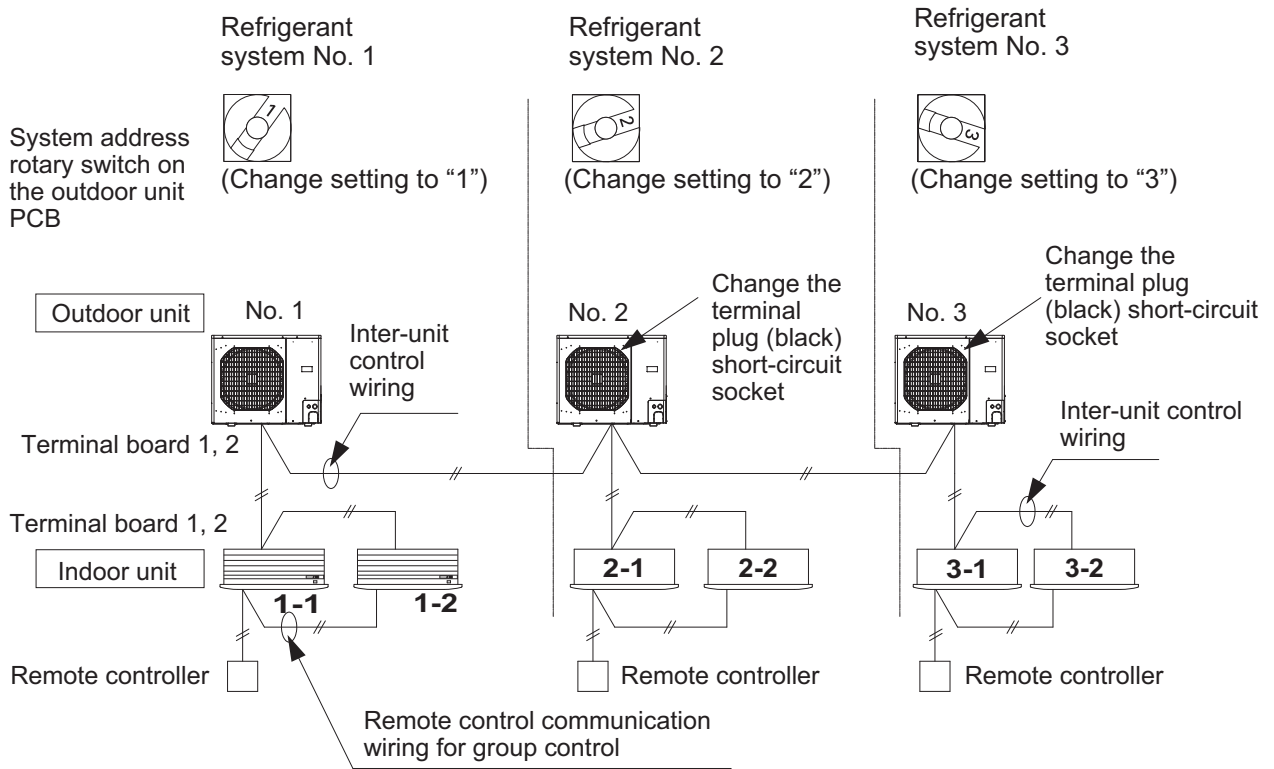 Refrigerant
system No. 1
Refrigerant
system No. 2
Refrigerant
system No. 3
System address
rotary switch on
the outdoor unit
PCB
1
2
3
(Change setting to “1”)
(Change setting to “2”)
(Change setting to “3”)
Outdoor unit
No. 1
Inter-unit
control
wiring
No. 2
Change the
terminal
plug (black)
short-circuit
socket
No. 3
Change the
terminal plug
(black) short-circuit
socket
Terminal board 1, 2
Inter-unit control
wiring
Terminal board 1, 2
Indoor unit
1-1
1-2
2-1
2-2
3-1
3-2
Remote controller
Remote controller
Remote controller
Remote control communication
wiring for group control